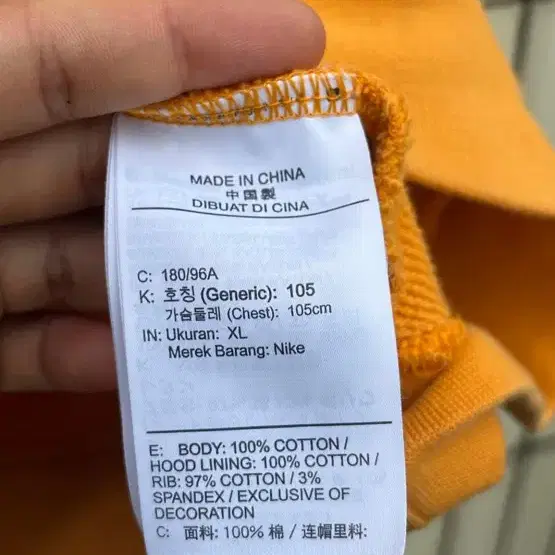 MADE IN CHINA
中国製
DIBUAT DI CINA
C: 180/96A
K: 호칭 (Generic): 105
가슴둘레 (Chest): 105cm
IN: Ukuran: XL
Merek Barang: Nike
E: BODY: 100% COTTON /
HOOD LINING: 100% COTTON /
RIB: 97% COTTON / 3%
SPANDEX / EXCLUSIVE OF
DECORATION
C: 面料: 100% 棉 / 连帽里料: